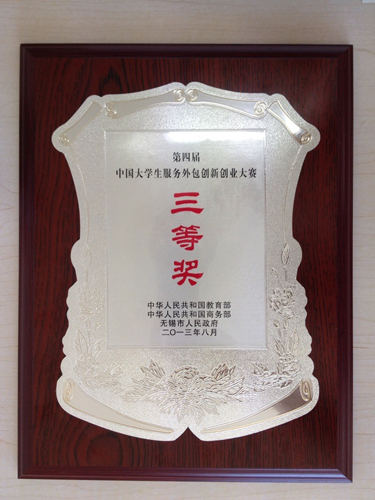 第四届
中国大学生服务外包创新创业大赛
三等奖
中华人民共和国教育部
中华人民共和国商务部
无锡市人民政府
二〇一三年八月